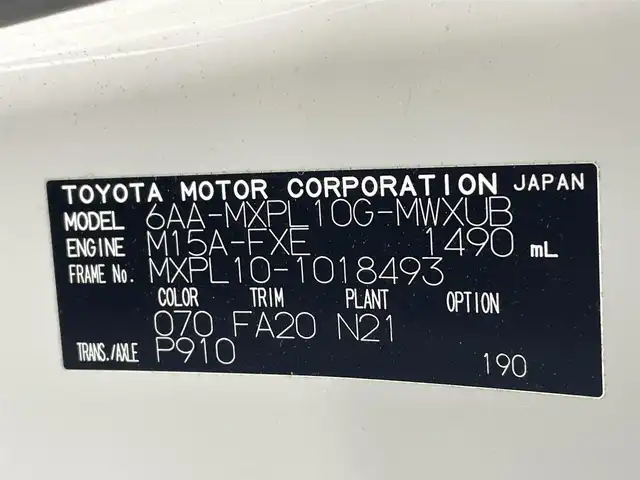 TOYOTA MOTOR CORPORATION JAPAN
MODEL 6AA-MXPL10G-MWXUB
ENGINE M15A-FXE 1490 mL
FRAME No. MXPL10-1018493
COLOR TRIM PLANT OPTION
070 FA20 N21
TRANS./AXLE P910 190